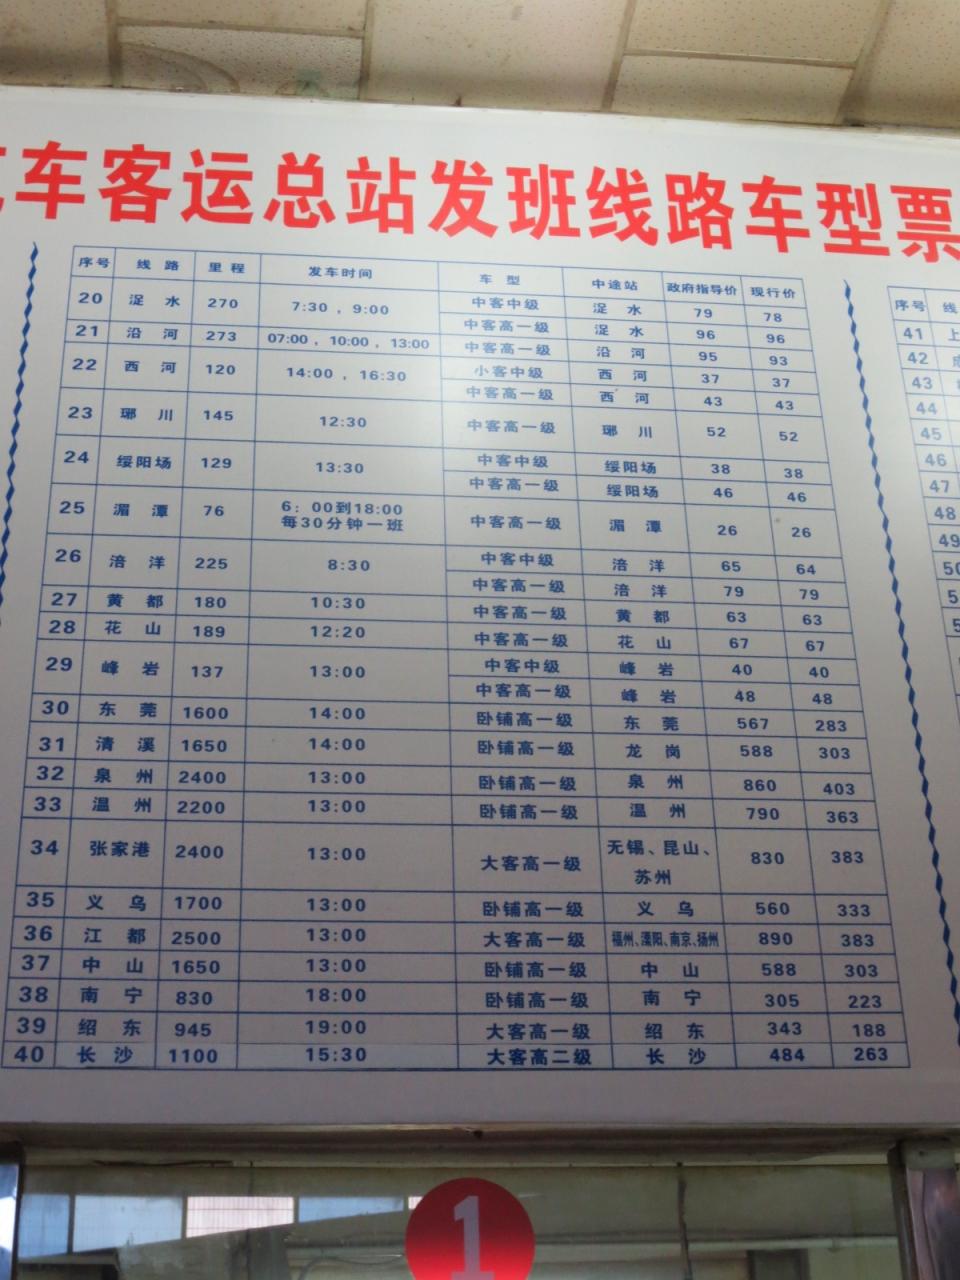 车客运总站发班线路车型票
序号 线路 里程 发车时间 车型 中途站 政府指导价 现行价
20 浞水 270 7:30，9:00 中客中级 浞水 79 78
中客高一级 浞水 96 96
21 沿河 273 07:00，10:00，13:00 中客高一级 沿河 95 93
22 西河 120 14:00，16:30 小客中级 西河 37 37
中客高一级 西河 43 43
23 琊川 145 12:30 中客高一级 琊川 52 52
24 绥阳场 129 13:30 中客中级 绥阳场 38 38
中客高一级 绥阳场 46 46
25 湄潭 76 6：00到18:00 每30分钟一班 中客高一级 湄潭 26 26
26 涪洋 225 8:30 中客中级 涪洋 65 64
中客高一级 涪洋 79 79
27 黄都 180 10:30 中客高一级 黄都 63 63
28 花山 189 12:20 中客高一级 花山 67 67
29 峰岩 137 13:00 中客中级 峰岩 40 40
中客高一级 峰岩 48 48
30 东莞 1600 14:00 卧铺高一级 东莞 567 283
31 清溪 1650 14:00 卧铺高一级 龙岗 588 303
32 泉州 2400 13:00 卧铺高一级 泉州 860 403
33 温州 2200 13:00 卧铺高一级 温州 790 363
34 张家港 2400 13:00 大客高一级 无锡、昆山、苏州 830 383
35 义乌 1700 13:00 卧铺高一级 义乌 560 333
36 江都 2500 13:00 大客高一级 福州、溧阳、南京、扬州 890 383
37 中山 1650 13:00 卧铺高一级 中山 588 303
38 南宁 830 18:00 卧铺高一级 南宁 305 223
39 绍东 945 19:00 大客高一级 绍东 343 188
40 长沙 1100 15:30 大客高二级 长沙 484 263
序号 线
41 上
42
43
44
45
46
47
48
49
1